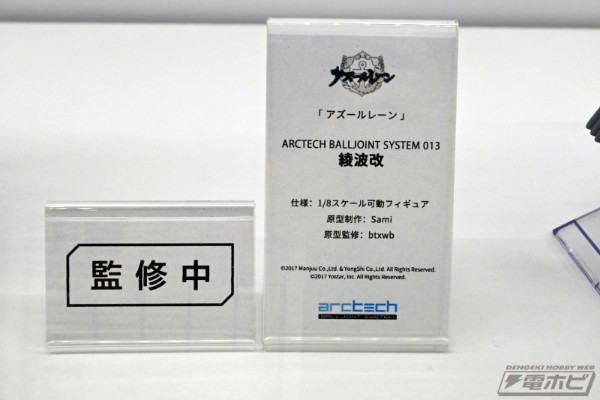 監修中
アズールレーン
「アズールレーン」
ARCTECH BALLJOINT SYSTEM 013
綾波改
仕様：1/8スケール可動フィギュア
原型制作：Sami
原型監修：btxwb
©2017 Manjuu Co.,Ltd. & YongShi Co.,Ltd. All Rights Reserved.
©2017 Yostar, Inc. All Rights Reserved.
arctech
BALLJOINT SYSTEM
DENGEKI HOBBY WEB
電ホビ